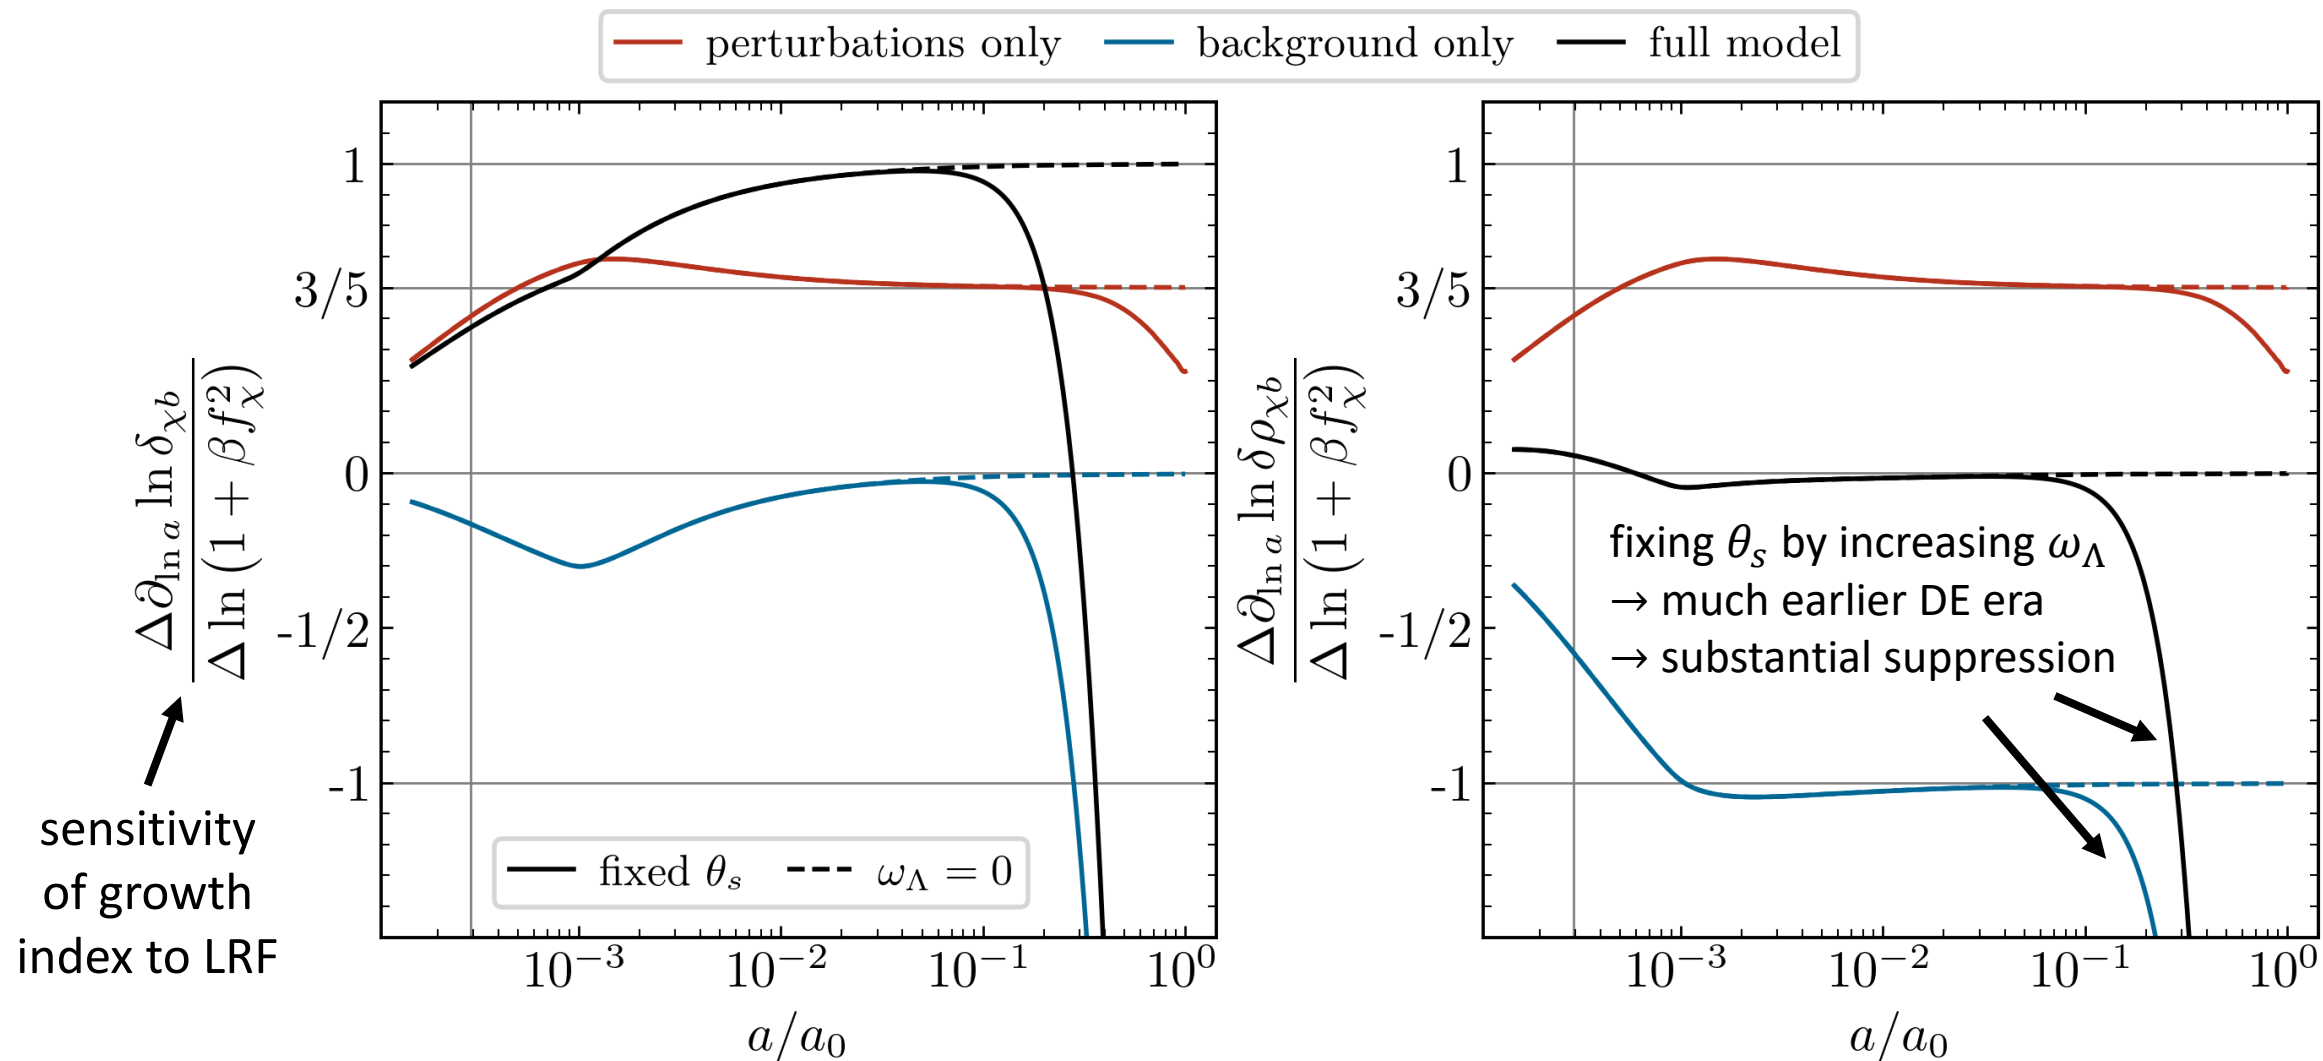 perturbations only background only full model
1
3/5
0
-1/2
-1
Δ∂_{ln a} ln δ_{χb}
Δ ln (1 + β f_χ^2)
fixed θ_s ω_Λ = 0
10^{-3} 10^{-2} 10^{-1} 10^0
a/a_0
sensitivity
of growth
index to LRF
1
3/5
0
-1/2
-1
Δ∂_{ln a} ln δρ_{χb}
Δ ln (1 + β f_χ^2)
fixing θ_s by increasing ω_Λ
→ much earlier DE era
→ substantial suppression
10^{-3} 10^{-2} 10^{-1} 10^0
a/a_0